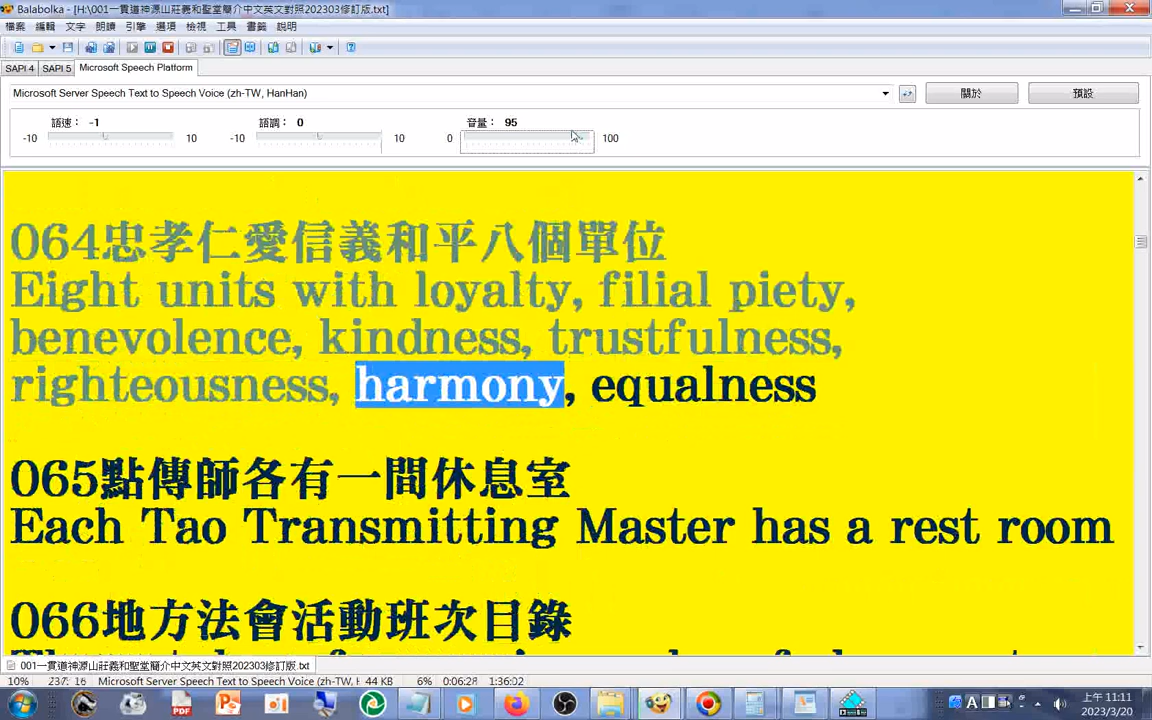 Balabolka - [H:\001一貫道神源山莊義和聖堂簡介中文英文對照202303修訂版.txt]
檔案 編輯 文字 朗讀 引擎 選項 檢視 工具 書籤 說明
SAPI 4 SAPI 5 Microsoft Speech Platform
Microsoft Server Speech Text to Speech Voice (zh-TW, HanHan) 關於 預設
語速： -1 語調： 0 音量： 95
-10 10 -10 10 0 100
064忠孝仁愛信義和平八個單位
Eight units with loyalty, filial piety,
benevolence, kindness, trustfulness,
righteousness, harmony, equalness
065點傳師各有一間休息室
Each Tao Transmitting Master has a rest room
066地方法會活動班次目錄
001一貫道神源山莊義和聖堂簡介中文英文對照202303修訂版.txt
10% 237: 16 Microsoft Server Speech Text to Speech Voice (zh-TW, H 44 KB 6% 0:06:28 1:36:02
上午 11:11
2023/3/20